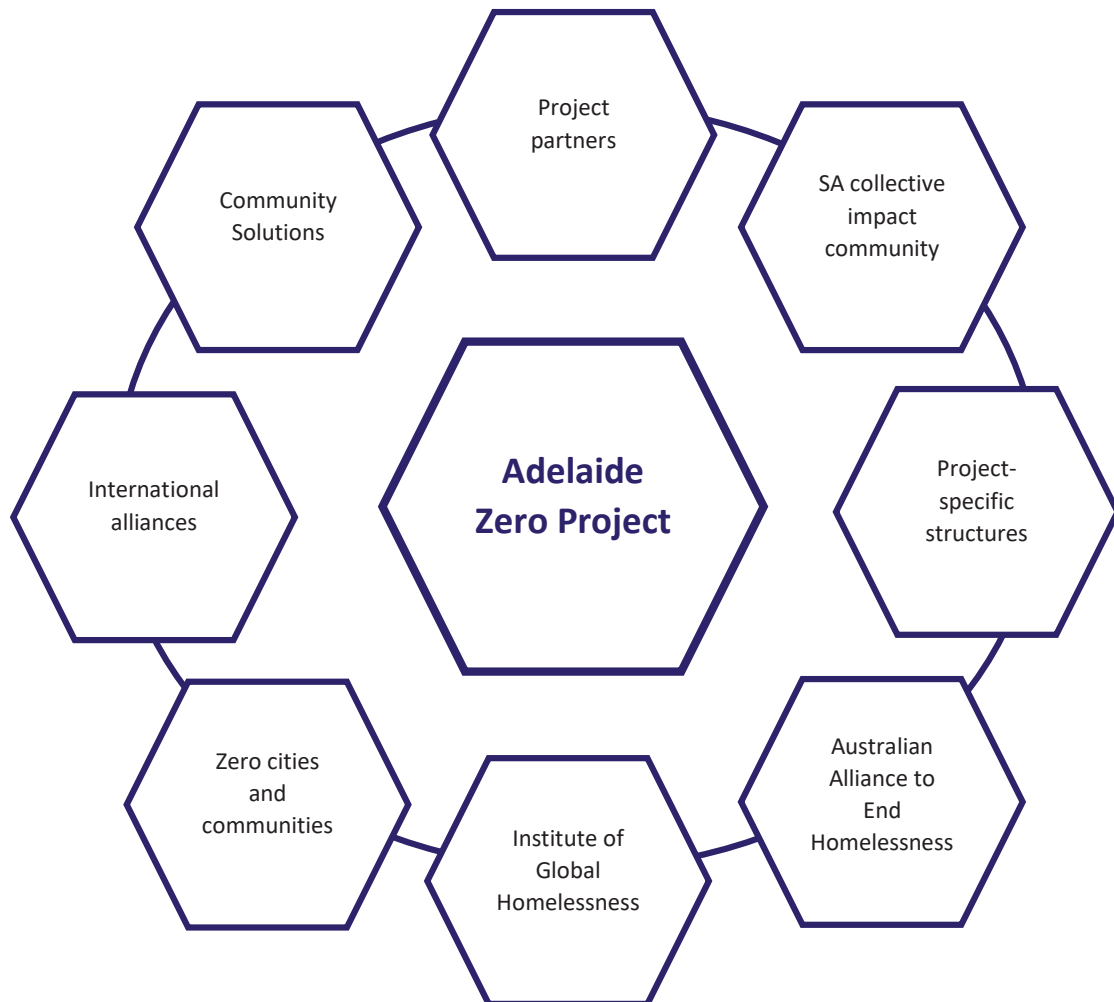 Project
partners
SA collective
impact
community
Project-
specific
structures
Australian
Alliance to
End
Homelessness
Institute of
Global
Homelessness
Zero cities
and
communities
International
alliances
Community
Solutions
Adelaide
Zero Project